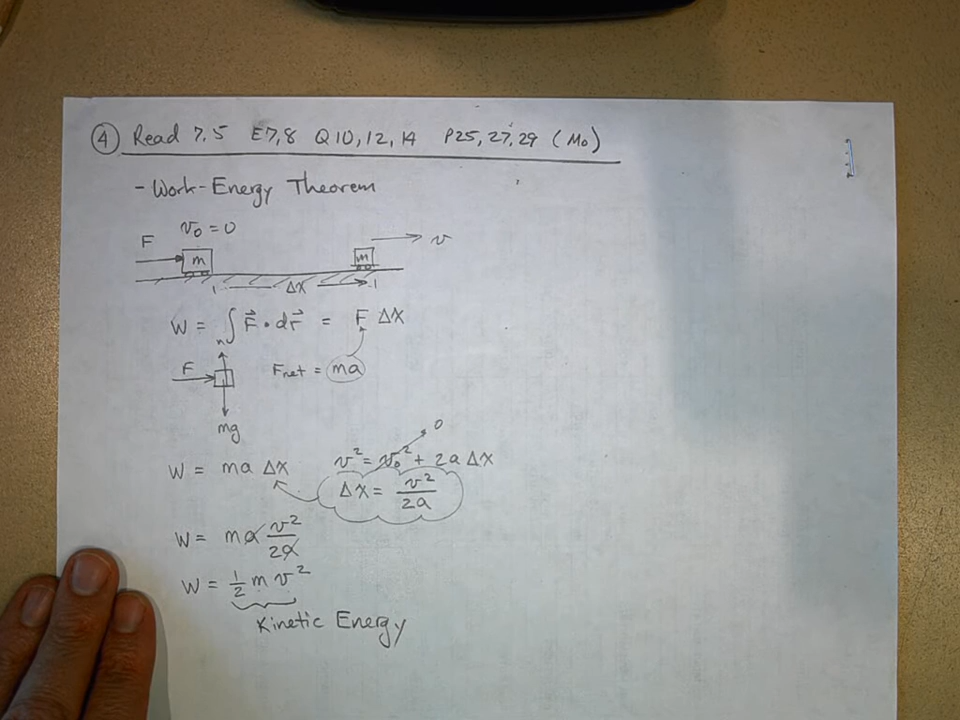 ④ Read 7.5 E7,8 Q10,12,14 P25,27,29 (Mo)
- Work-Energy Theorem
v₀ = 0
F m m v
Δx
W = ∫ F⃗ • dr⃗ = F Δx
n
F Fnet = ma
mg
0
W = ma Δx v² = v₀² + 2a Δx
Δx = v²/2a
W = ma v²/2a
W = 1/2 m v²
Kinetic Energy